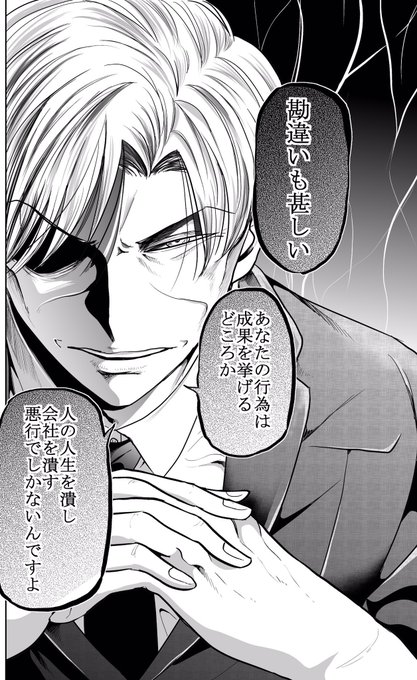 勘違いも甚しい
あなたの行為は
成果を挙げる
どころか
人の人生を潰し
会社を潰す
悪行でしかないんですよ